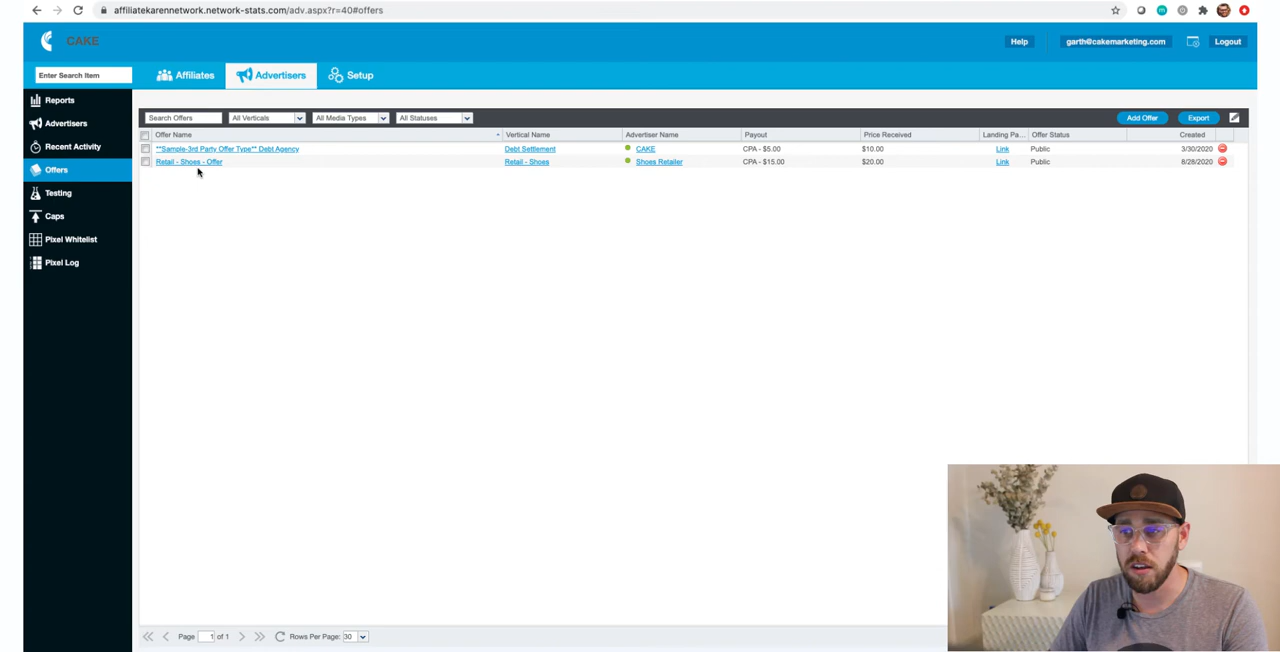 affiliatekarennetwork.network-stats.com/adv.aspx?r=40#offers
CAKE
Help
garth@cakemarketing.com
Logout
Enter Search Item
Affiliates
Advertisers
Setup
Reports
Advertisers
Recent Activity
Offers
Testing
Caps
Pixel Whitelist
Pixel Log
Search Offers
All Verticals
All Media Types
All Statuses
Add Offer
Export
Offer Name Vertical Name Advertiser Name Payout Price Received Landing Pa... Offer Status Created
**Sample-3rd Party Offer Type** Debt Agency Debt Settlement CAKE CPA - $5.00 $10.00 Link Public 3/30/2020
Retail - Shoes - Offer Retail - Shoes Shoes Retailer CPA - $15.00 $20.00 Link Public 8/28/2020
Page 1 of 1 Rows Per Page: 30